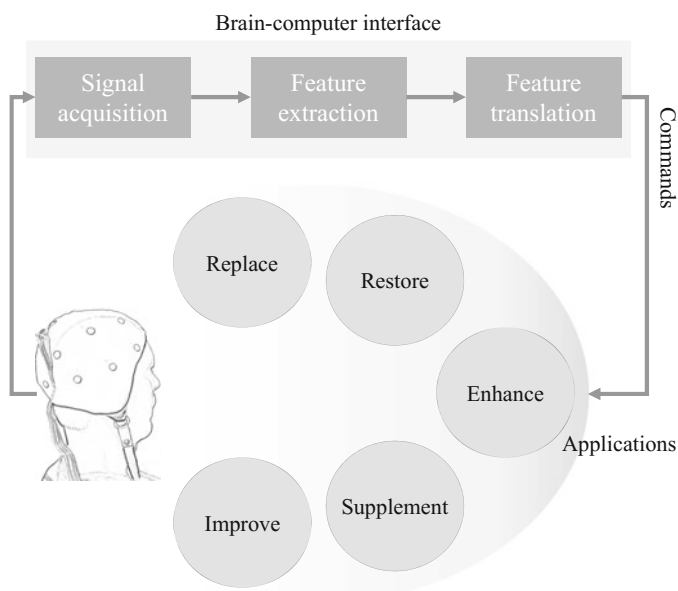 Brain-computer interface
Signal
acquisition
Feature
extraction
Feature
translation
Commands
Replace
Restore
Enhance
Applications
Supplement
Improve